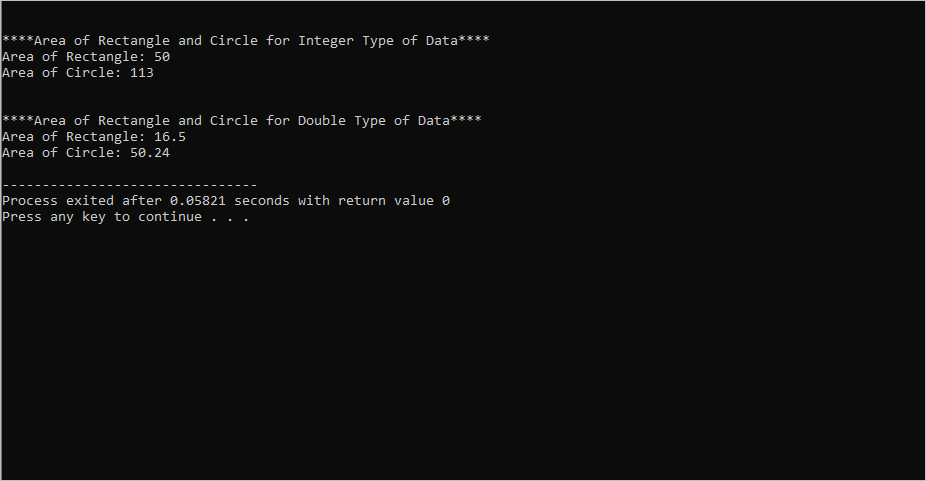 ****Area of Rectangle and Circle for Integer Type of Data****
Area of Rectangle: 50
Area of Circle: 113
****Area of Rectangle and Circle for Double Type of Data****
Area of Rectangle: 16.5
Area of Circle: 50.24
--------------------------------
Process exited after 0.05821 seconds with return value 0
Press any key to continue . . .